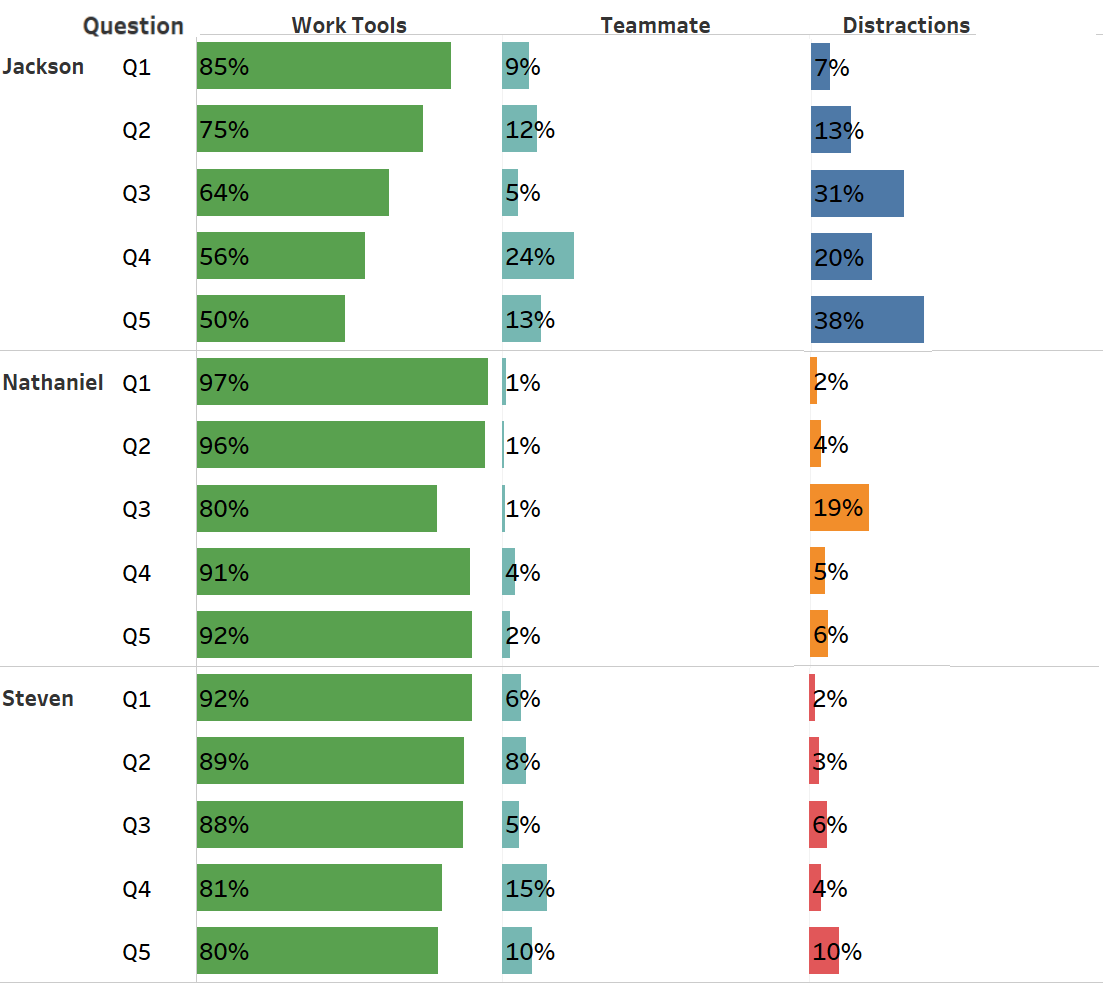 Question Work Tools Teammate Distractions
Jackson Q1 85% 9% 7%
Q2 75% 12% 13%
Q3 64% 5% 31%
Q4 56% 24% 20%
Q5 50% 13% 38%
Nathaniel Q1 97% 1% 2%
Q2 96% 1% 4%
Q3 80% 1% 19%
Q4 91% 4% 5%
Q5 92% 2% 6%
Steven Q1 92% 6% 2%
Q2 89% 8% 3%
Q3 88% 5% 6%
Q4 81% 15% 4%
Q5 80% 10% 10%